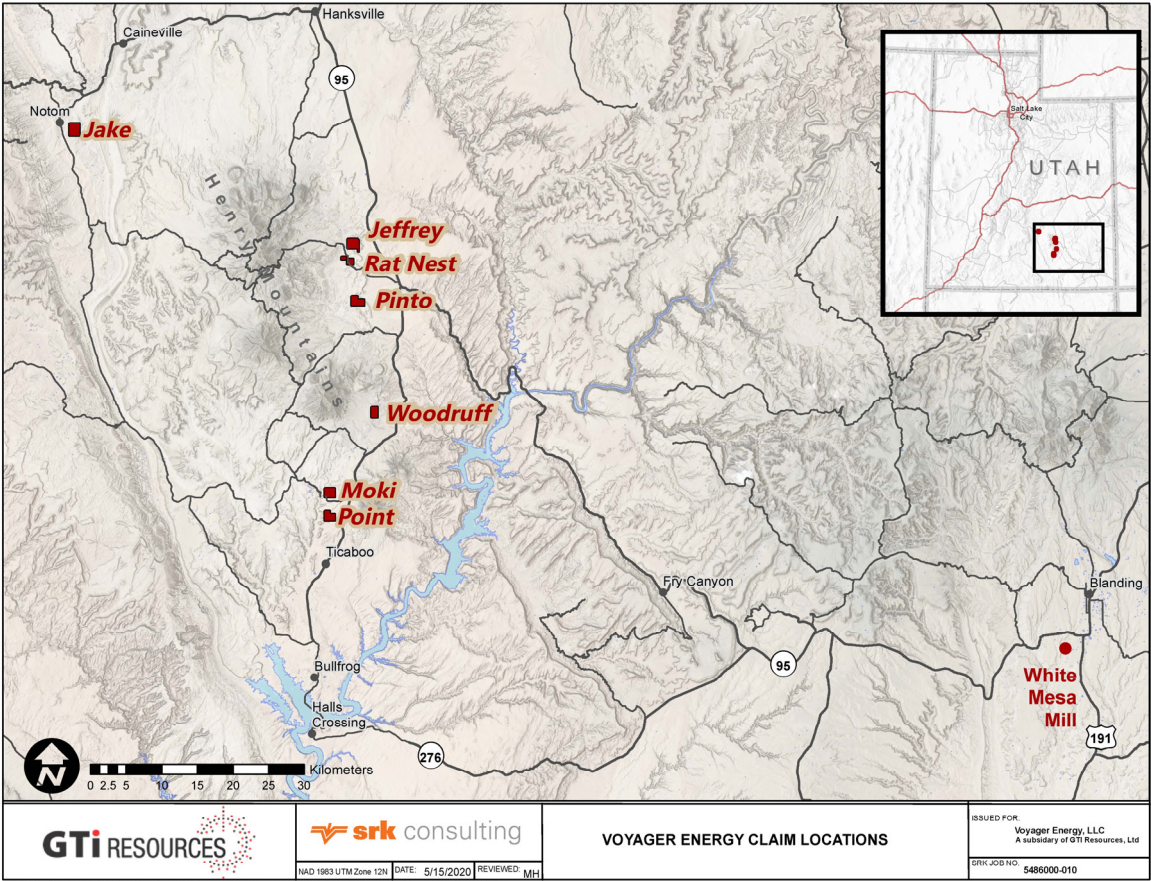 Hanksville
Caineville
95
Notom
Jake
Henry Mountains
Jeffrey
Rat Nest
Pinto
Woodruff
Moki
Point
Ticaboo
Fry Canyon
Blanding
Bullfrog
95
White
Mesa
Mill
Halls
Crossing
191
276
N
Kilometers
0 2.5 5 10 15 20 25 30
Salt Lake
City
UTAH
GTi RESOURCES
srk consulting
NAD 1983 UTM Zone 12N
DATE: 5/15/2020
REVIEWED: MH
VOYAGER ENERGY CLAIM LOCATIONS
ISSUED FOR:
Voyager Energy, LLC
A subsidary of GTI Resources, Ltd
SRK JOB NO.
5486000-010